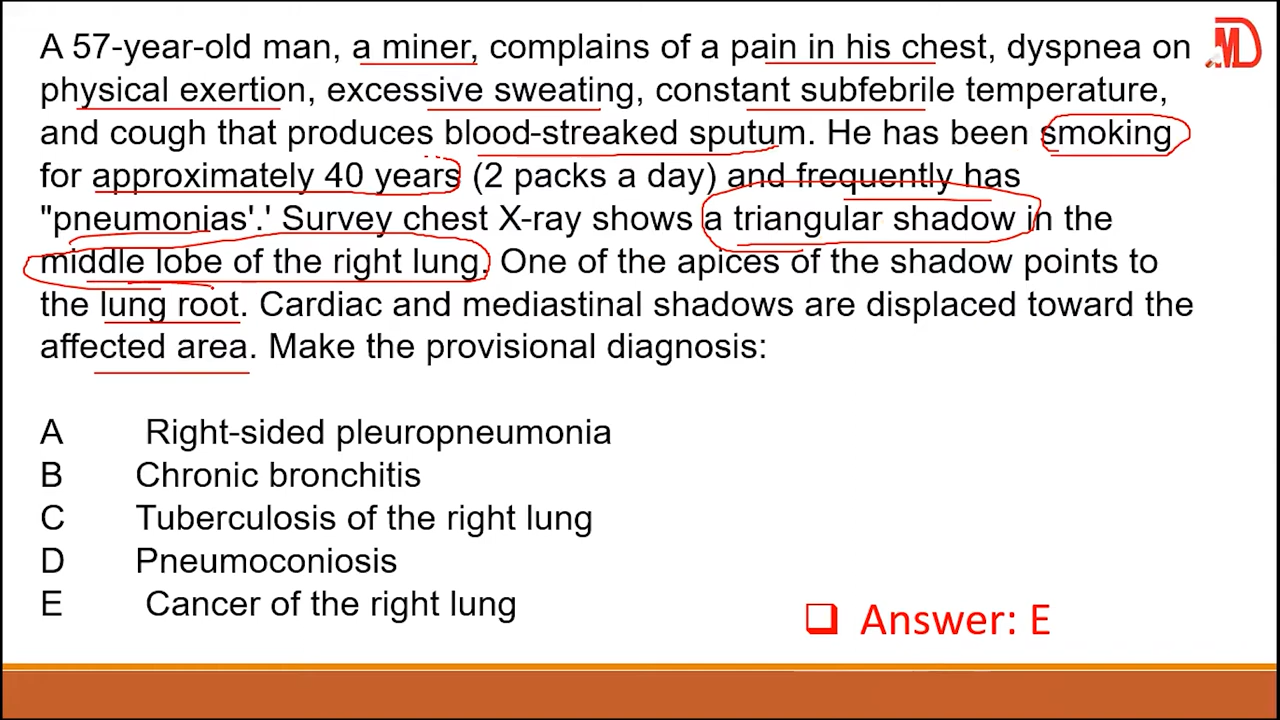 A 57-year-old man, a miner, complains of a pain in his chest, dyspnea on
physical exertion, excessive sweating, constant subfebrile temperature,
and cough that produces blood-streaked sputum. He has been smoking
for approximately 40 years (2 packs a day) and frequently has
"pneumonias'.' Survey chest X-ray shows a triangular shadow in the
middle lobe of the right lung. One of the apices of the shadow points to
the lung root. Cardiac and mediastinal shadows are displaced toward the
affected area. Make the provisional diagnosis:
A Right-sided pleuropneumonia
B Chronic bronchitis
C Tuberculosis of the right lung
D Pneumoconiosis
E Cancer of the right lung
❑ Answer: E
MD